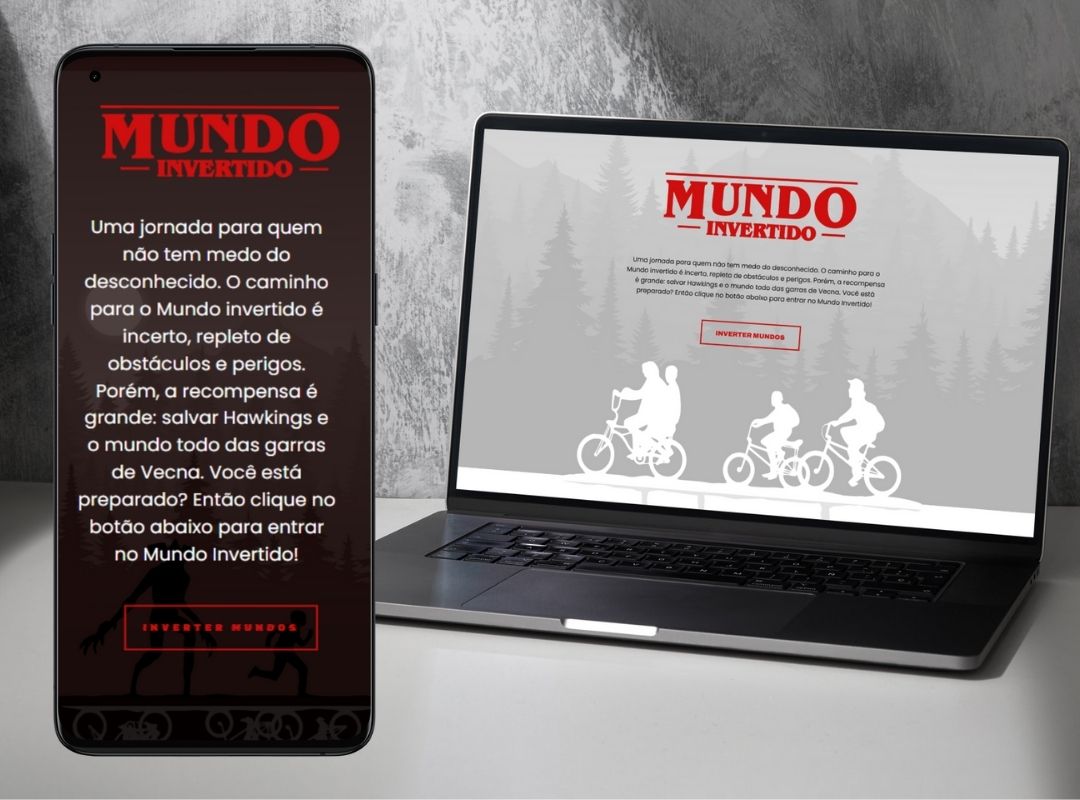 MUNDO
INVERTIDO
Uma jornada para quem
não tem medo do
desconhecido. O caminho
para o Mundo invertido é
incerto, repleto de
obstáculos e perigos.
Porém, a recompensa é
grande: salvar Hawkings e
o mundo todo das garras
de Vecna. Você está
preparado? Então clique no
botão abaixo para entrar
no Mundo Invertido!
INVERTER MUNDOS
MUNDO
INVERTIDO
Uma jornada para quem não tem medo do desconhecido. O caminho para o
Mundo invertido é incerto, repleto de obstáculos e perigos. Porém, a recompensa
é grande: salvar Hawkings e o mundo todo das garras de Vecna. Você está
preparado? Então clique no botão abaixo para entrar no Mundo Invertido!
INVERTER MUNDOS